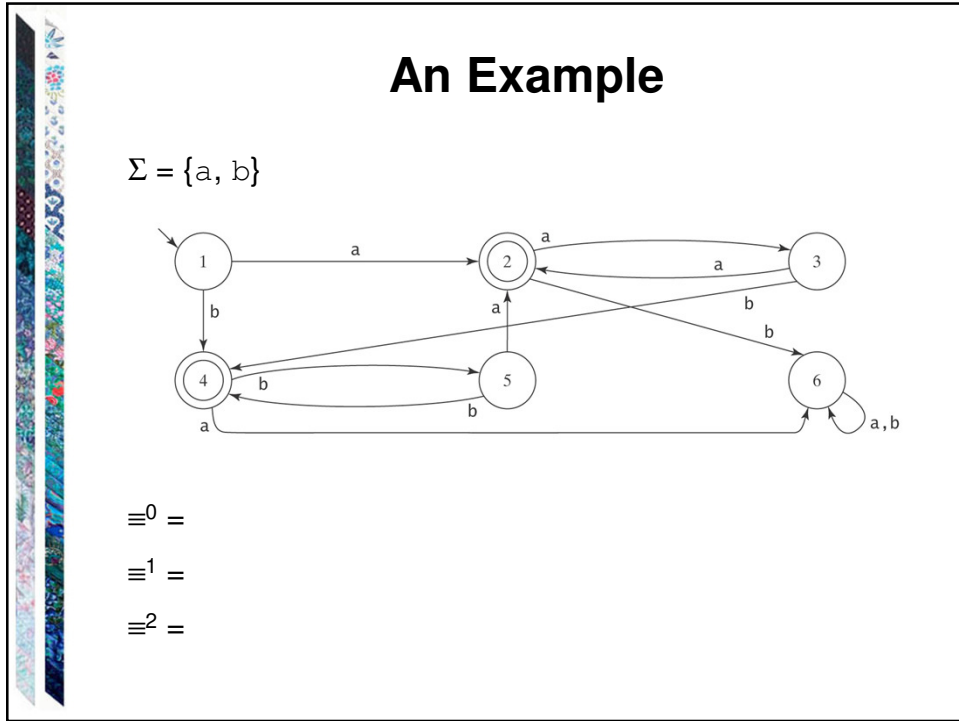 An Example
Σ = {a, b}
a
a
1
2
a
3
b
a
b
b
4
b
5
6
b
a
a,b
≡⁰ =
≡¹ =
≡² =